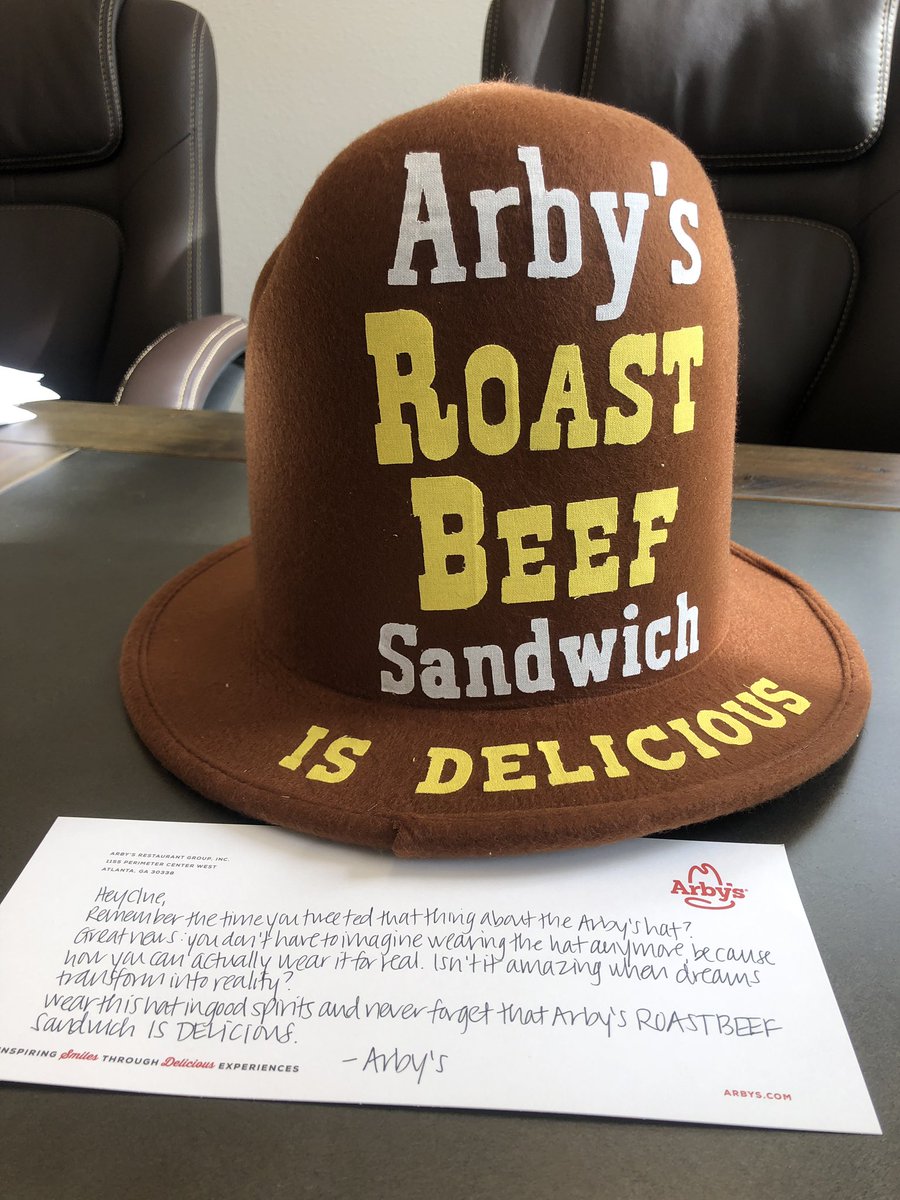 Arby's
ROAST
BEEF
Sandwich
IS DELICIOUS
ARBY'S RESTAURANT GROUP, INC.
1155 PERIMETER CENTER WEST
ATLANTA, GA 30338
Arby's
Hey Clue,
Remember the time you tweeted that thing about the Arby's hat?
Great news: you don't have to imagine wearing the hat anymore, because
now you can actually wear it for real. Isn't it amazing when dreams
transform into reality?
Wear this hat in good spirits and never forget that Arby's ROAST BEEF
Sandwich IS DELICIOUS.
-Arby's
INSPIRING Smiles THROUGH Delicious EXPERIENCES
ARBYS.COM